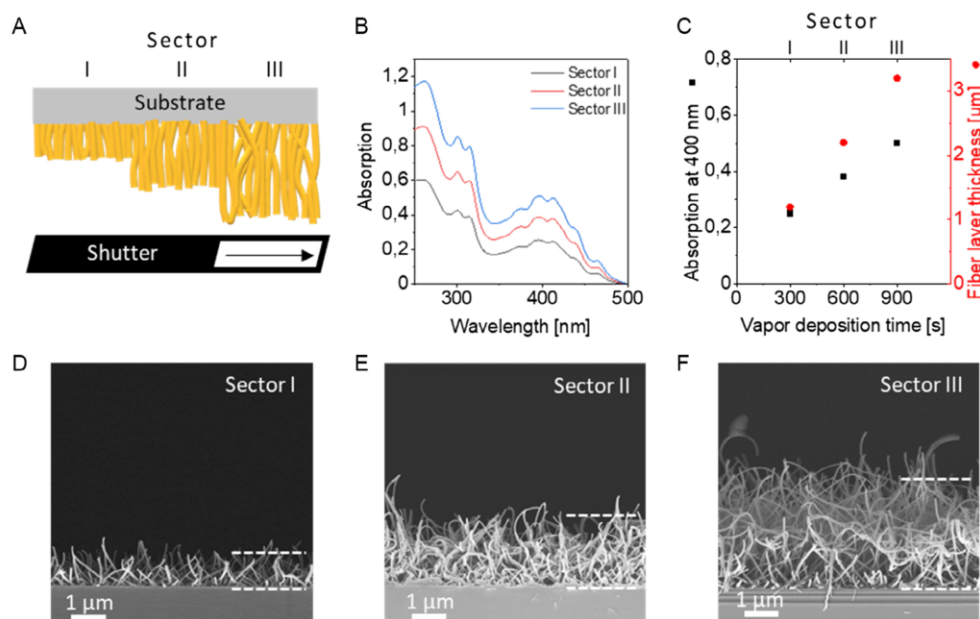 A
Sector
I II III
Substrate
Shutter
B
Absorption
1,2
1
0,8
0,6
0,4
0,2
0
300 400 500
Wavelength [nm]
Sector I
Sector II
Sector III
C
Sector
I II III
Absorption at 400 nm
0,8
0,6
0,4
0,2
0
0 300 600 900
Vapor deposition time [s]
3
2
1
0
Fiber layer thickness [µm]
D
Sector I
1 µm
E
Sector II
1 µm
F
Sector III
1 µm